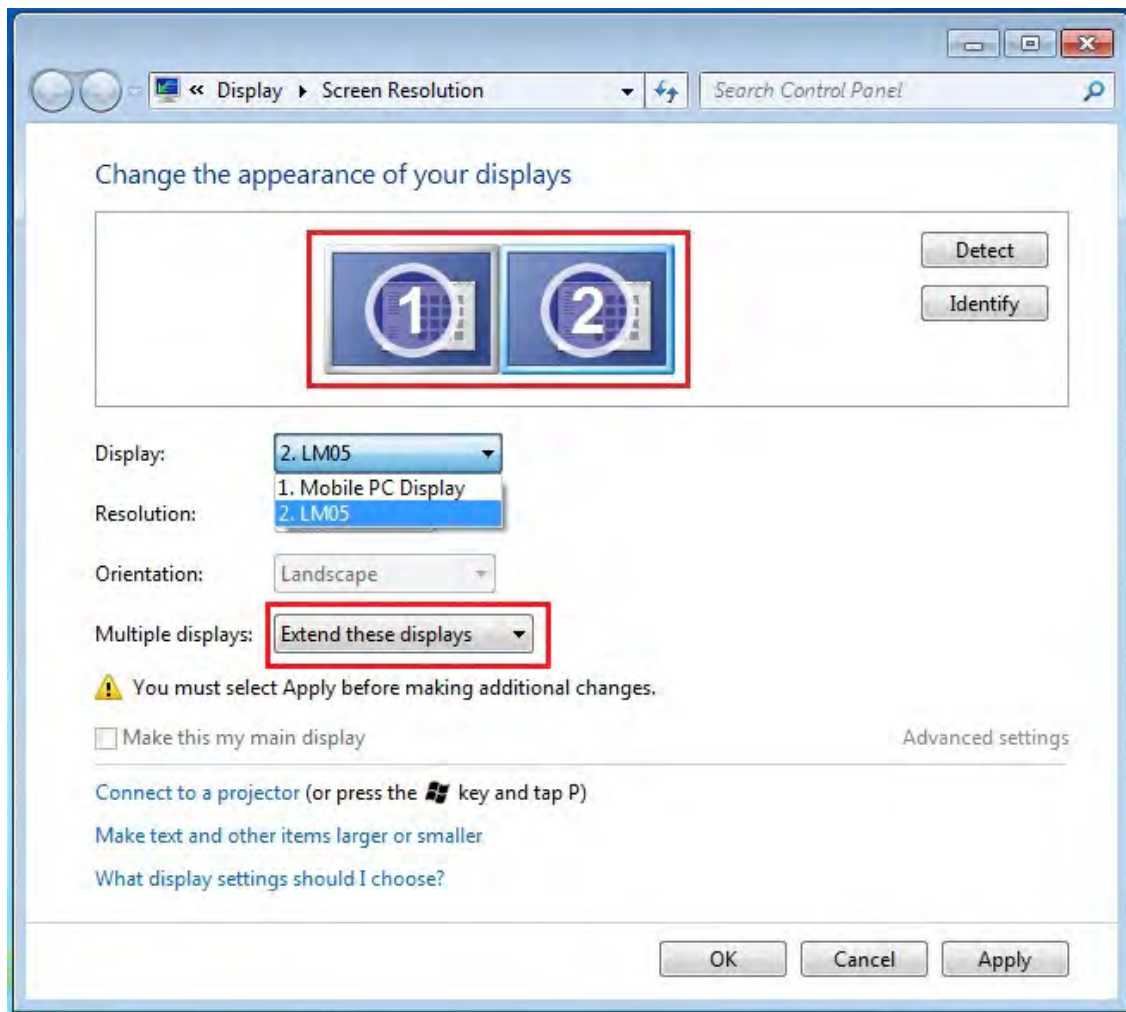 « Display ▸ Screen Resolution Search Control Panel
Change the appearance of your displays
1 2
Detect
Identify
Display: 2. LM05
1. Mobile PC Display
Resolution: 2. LM05
Orientation: Landscape
Multiple displays: Extend these displays
You must select Apply before making additional changes.
Make this my main display Advanced settings
Connect to a projector (or press the key and tap P)
Make text and other items larger or smaller
What display settings should I choose?
OK Cancel Apply